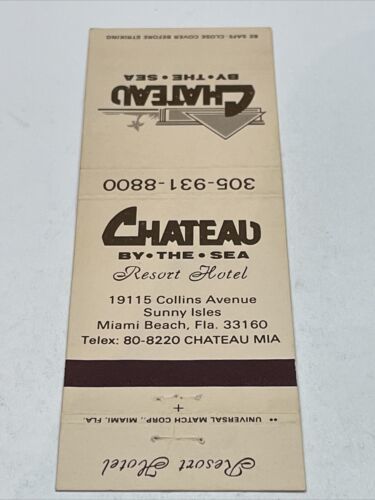 BE SAFE-CLOSE COVER BEFORE STRIKING
CHATEAU
BY•THE•SEA
305-931-8800
CHATEAU
BY•THE•SEA
Resort Hotel
19115 Collins Avenue
Sunny Isles
Miami Beach, Fla. 33160
Telex: 80-8220 CHATEAU MIA
•• UNIVERSAL MATCH CORP., MIAMI, FLA.
+
Resort Hotel